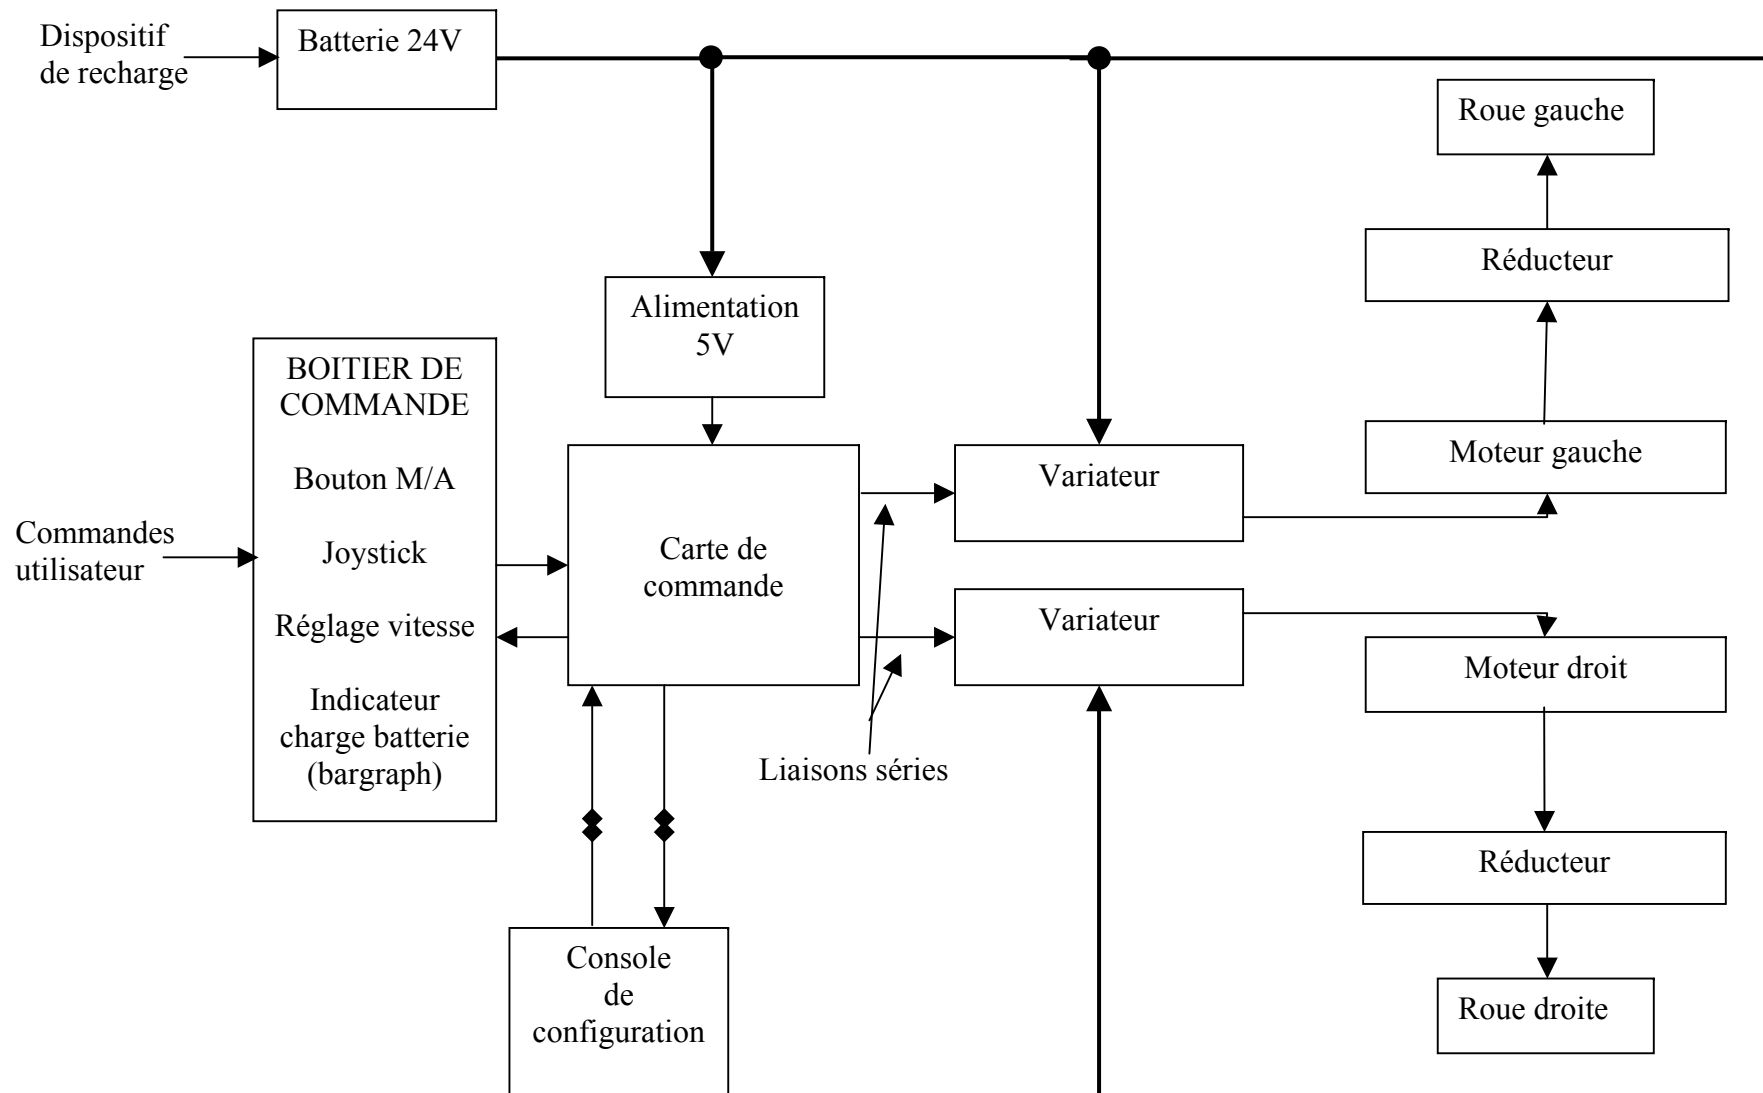 Dispositif
de recharge
Batterie 24V
Roue gauche
Réducteur
Alimentation
5V
BOITIER DE
COMMANDE
Bouton M/A
Joystick
Réglage vitesse
Indicateur
charge batterie
(bargraph)
Commandes
utilisateur
Carte de
commande
Variateur
Moteur gauche
Variateur
Moteur droit
Liaisons séries
Réducteur
Console
de
configuration
Roue droite